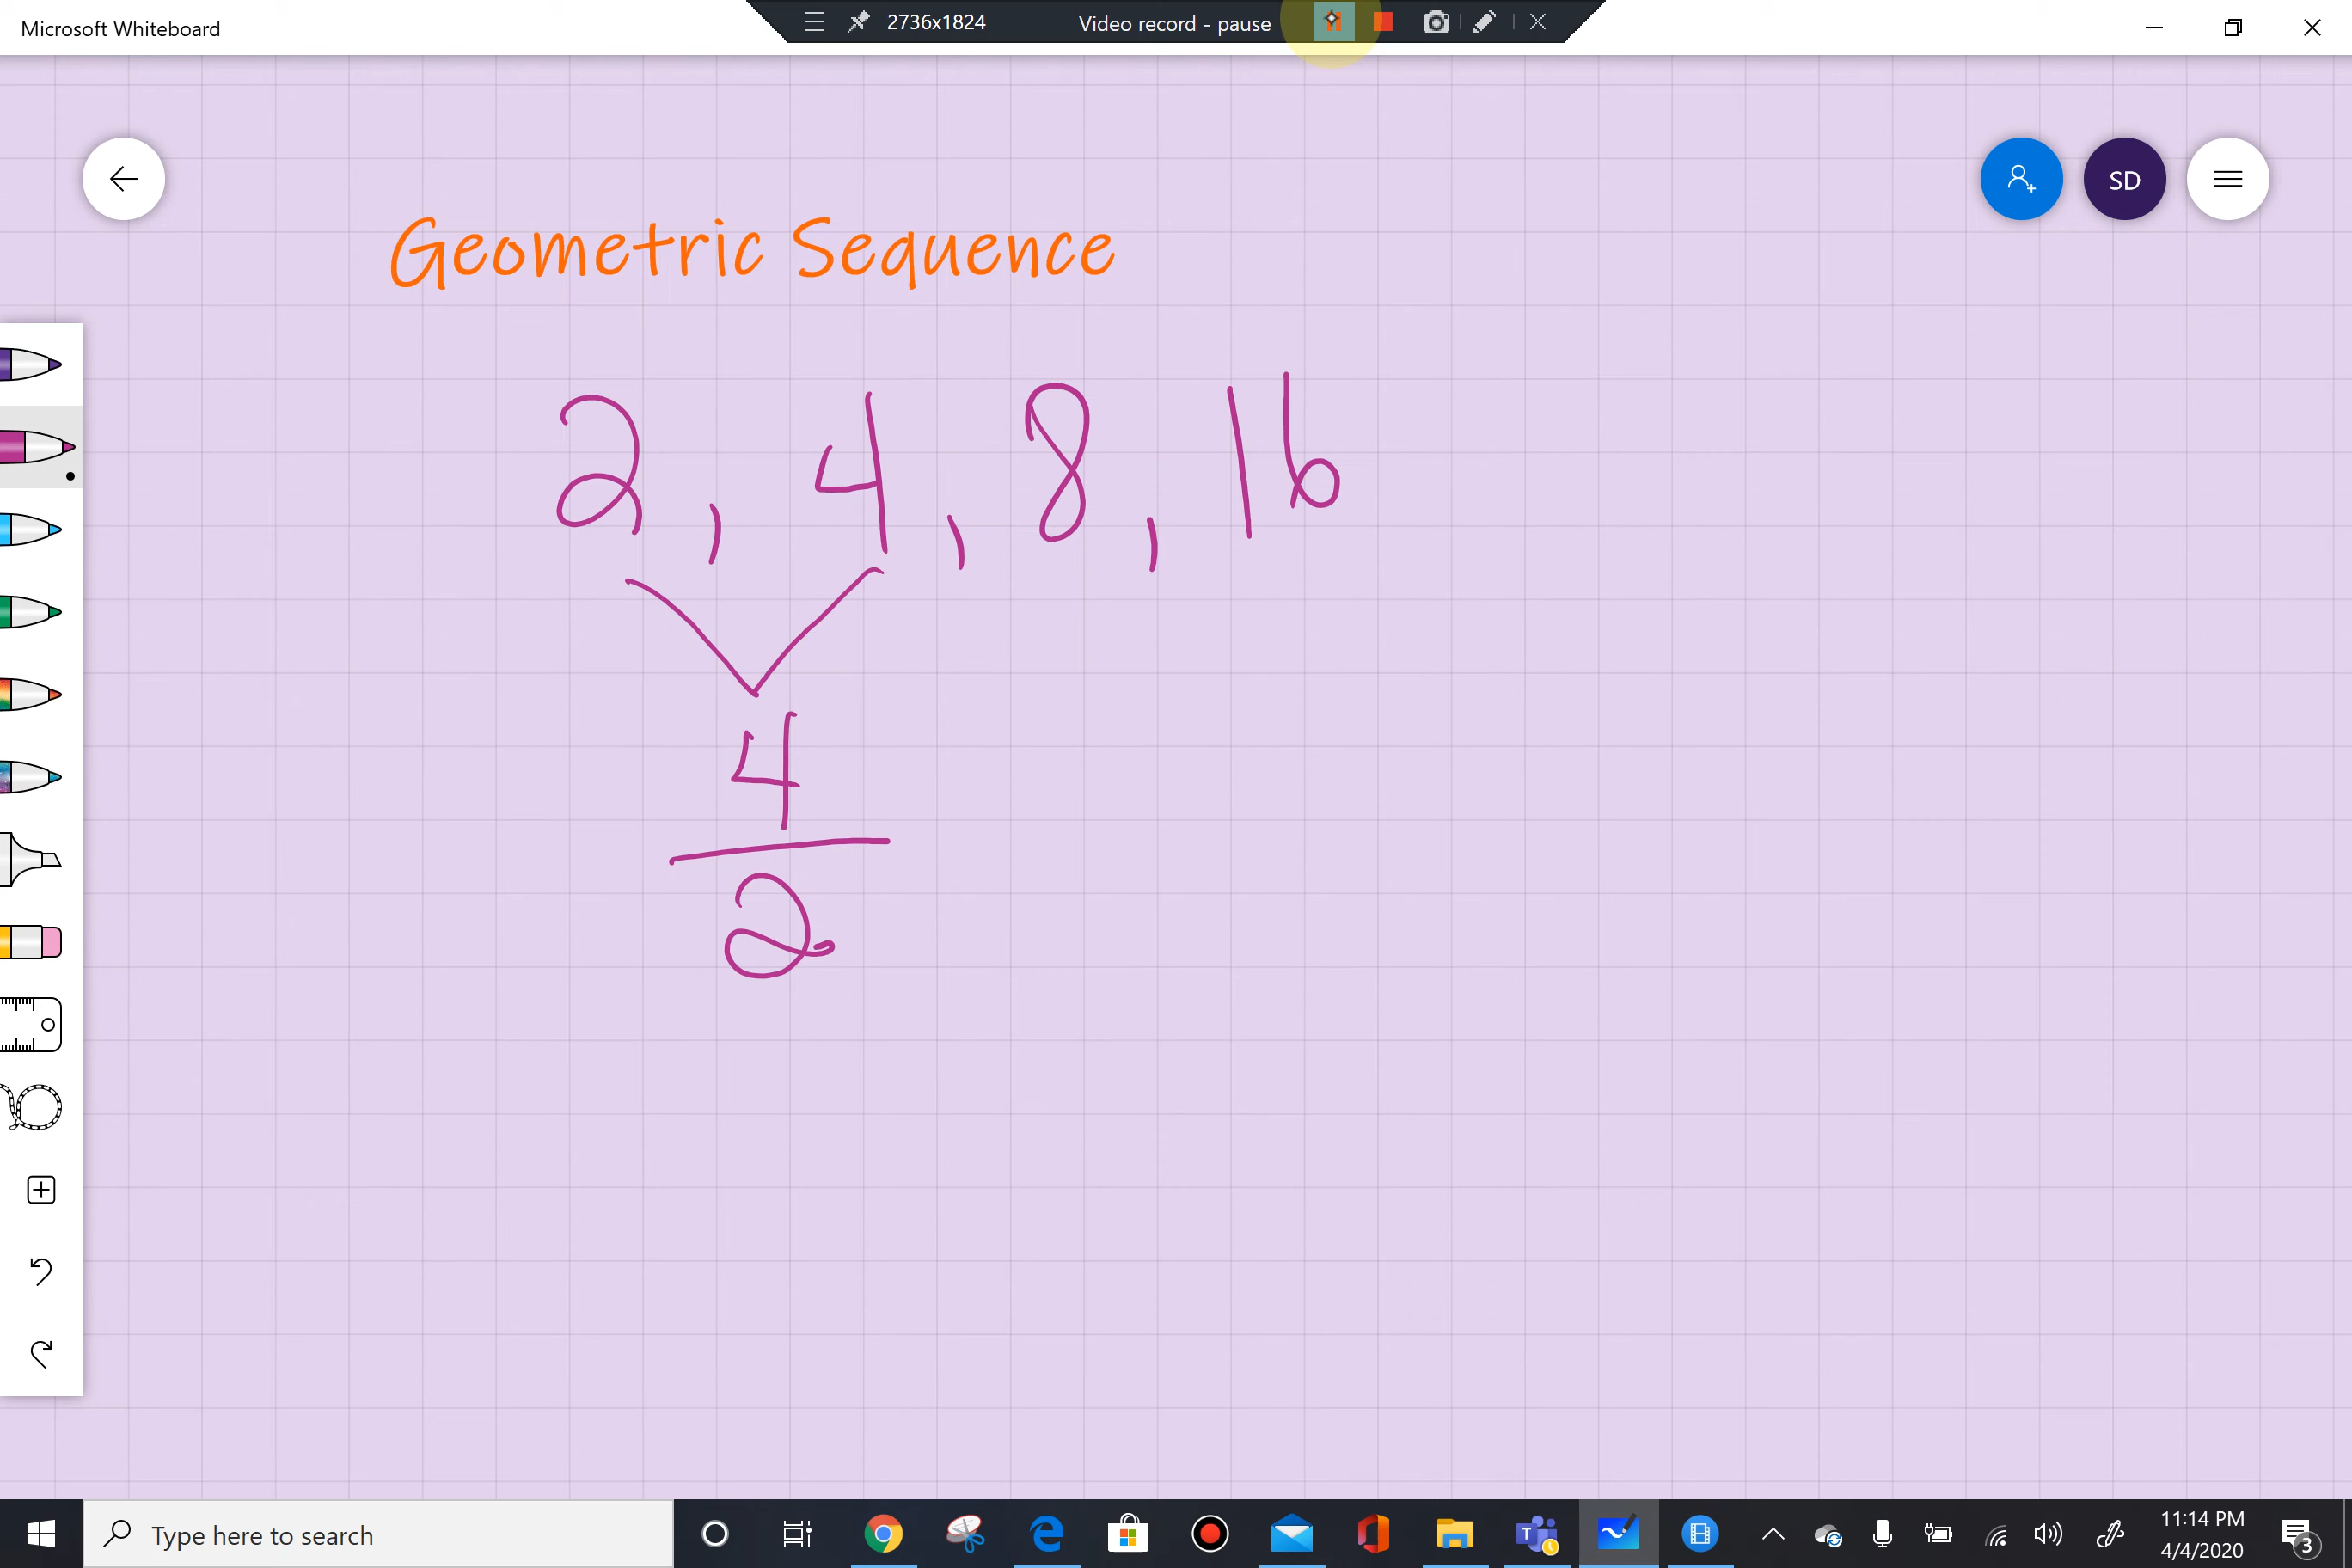 Microsoft Whiteboard
2736x1824 Video record - pause
SD
Geometric Sequence
2, 4, 8, 16
4
2
Type here to search
T
11:14 PM
4/4/2020
3